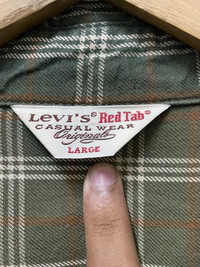 LEVI'S® Red Tab®
CASUAL WEAR
Originals
LARGE